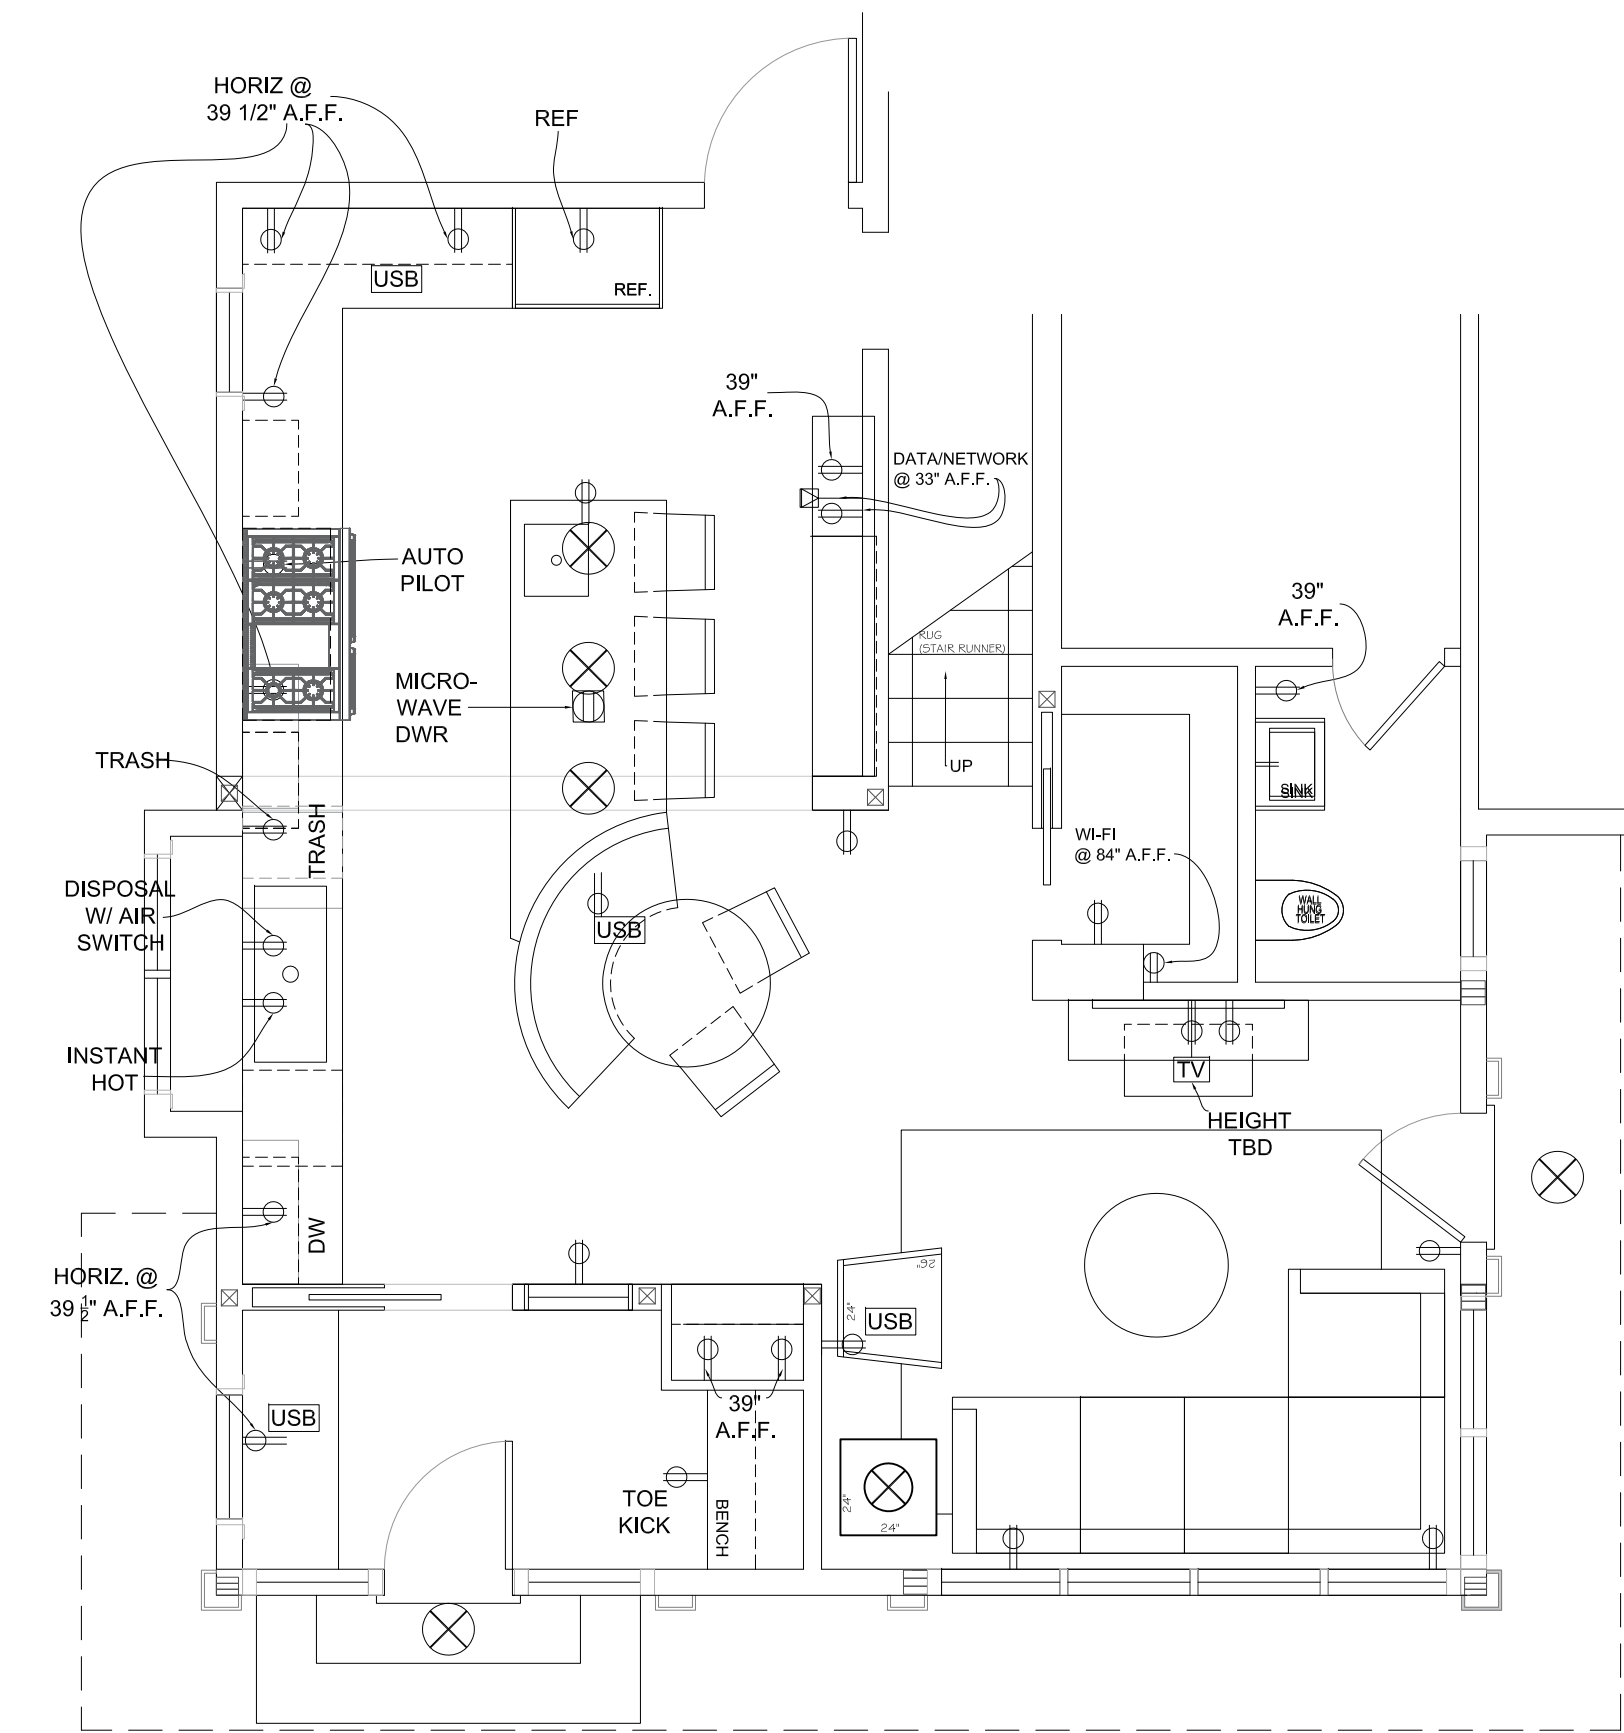 HORIZ @
39 1/2" A.F.F.
REF
USB
REF.
39"
A.F.F.
DATA/NETWORK
@ 33" A.F.F.
AUTO
PILOT
39"
A.F.F.
RUG
(STAIR RUNNER)
MICRO-
WAVE
DWR
TRASH
UP
SINK
TRASH
WI-FI
@ 84" A.F.F.
DISPOSAL
W/ AIR
SWITCH
USB
WALL
HUNG
TOILET
INSTANT
HOT
TV
HEIGHT
TBD
DW
HORIZ. @
39 1/2" A.F.F.
26"
24"
USB
USB
39"
A.F.F.
TOE
KICK
BENCH
24"
24"